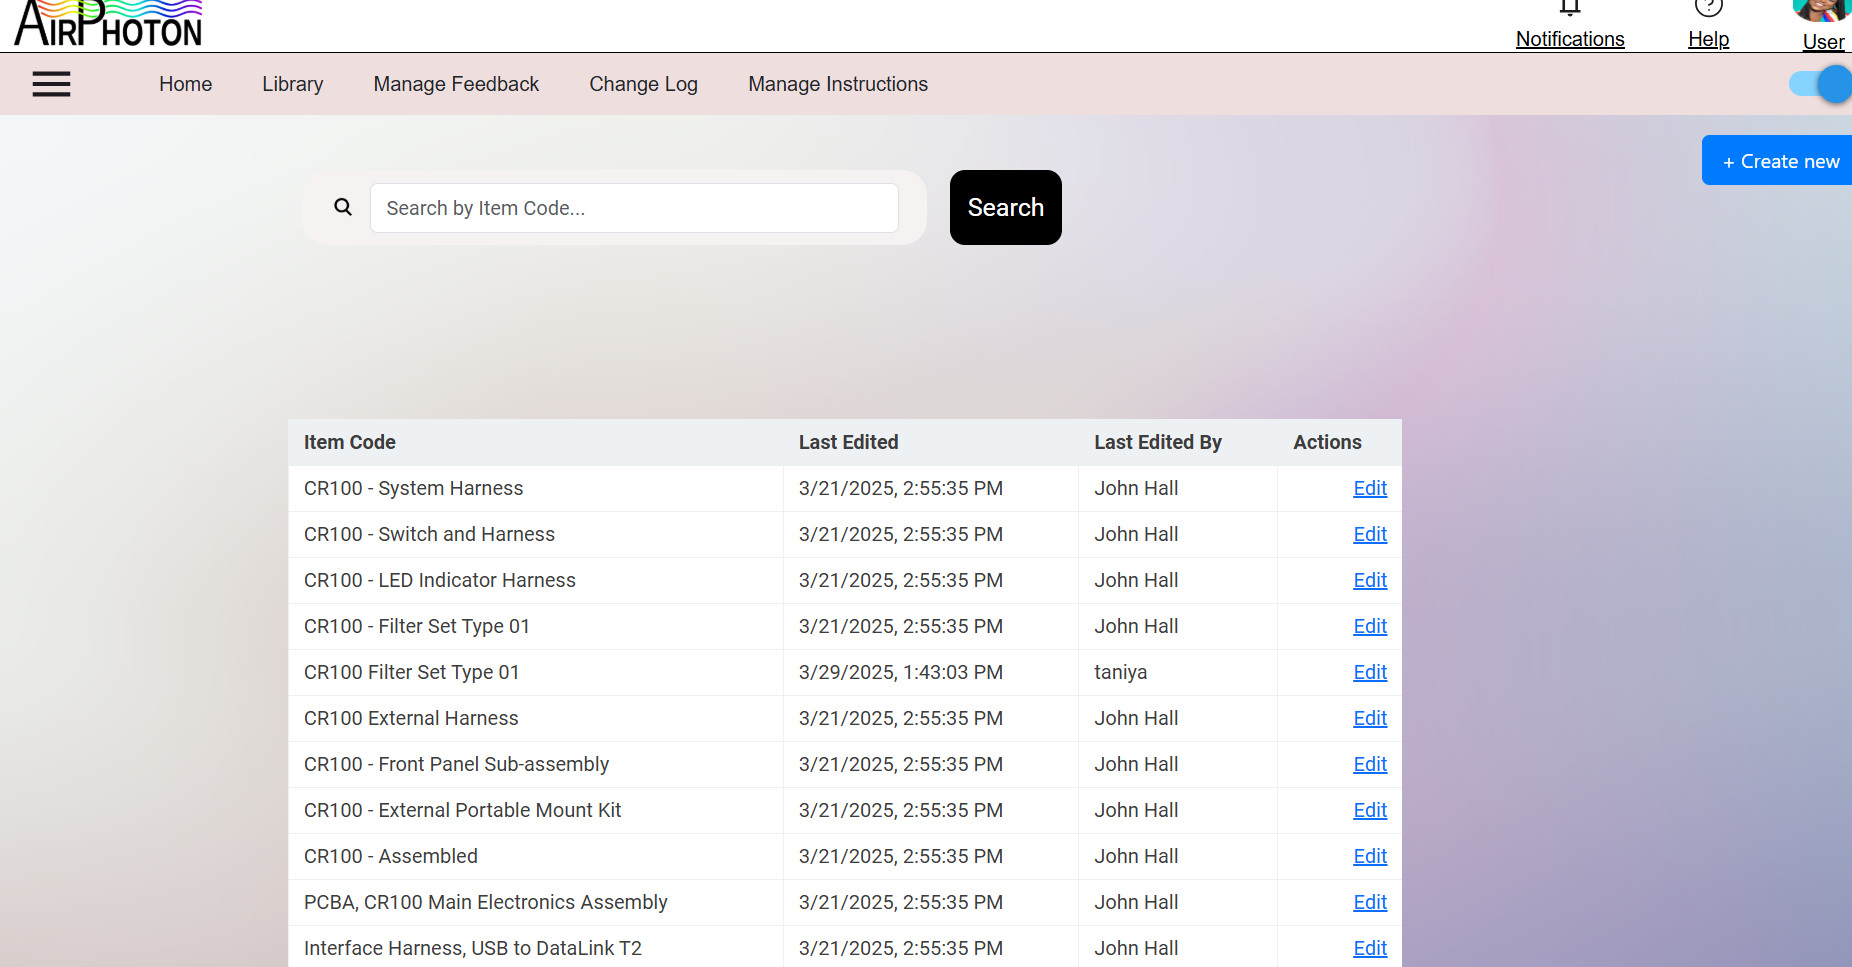 AIRPHOTON
Notifications
Help
User
Home
Library
Manage Feedback
Change Log
Manage Instructions
+ Create new
Search by Item Code...
Search
Item Code Last Edited Last Edited By Actions
CR100 - System Harness 3/21/2025, 2:55:35 PM John Hall Edit
CR100 - Switch and Harness 3/21/2025, 2:55:35 PM John Hall Edit
CR100 - LED Indicator Harness 3/21/2025, 2:55:35 PM John Hall Edit
CR100 - Filter Set Type 01 3/21/2025, 2:55:35 PM John Hall Edit
CR100 Filter Set Type 01 3/29/2025, 1:43:03 PM taniya Edit
CR100 External Harness 3/21/2025, 2:55:35 PM John Hall Edit
CR100 - Front Panel Sub-assembly 3/21/2025, 2:55:35 PM John Hall Edit
CR100 - External Portable Mount Kit 3/21/2025, 2:55:35 PM John Hall Edit
CR100 - Assembled 3/21/2025, 2:55:35 PM John Hall Edit
PCBA, CR100 Main Electronics Assembly 3/21/2025, 2:55:35 PM John Hall Edit
Interface Harness, USB to DataLink T2 3/21/2025, 2:55:35 PM John Hall Edit